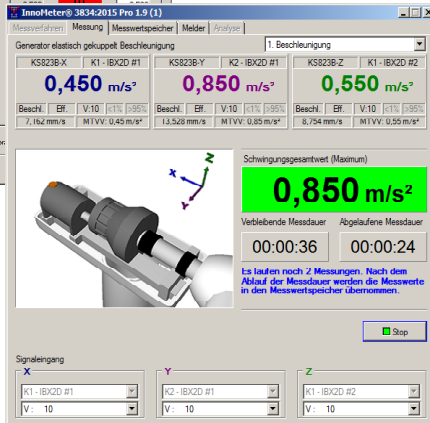 InnoMeter® 3834:2015 Pro 1.9 (1)
Messverfahren Messung Messwertspeicher Melder Analyse
Generator elastisch gekuppelt Beschleunigung 1. Beschleunigung
KS823B-X K1 - IBX2D #1 KS823B-Y K2 - IBX2D #1 KS823B-Z K1 - IBX2D #2
0,450 m/s² 0,850 m/s² 0,550 m/s²
Beschl. Eff. V:10 <1% >95% Beschl. Eff. V:10 <1% >95% Beschl. Eff. V:10 <1% >95%
7,162 mm/s MTVV: 0,45 m/s² 13,528 mm/s MTVV: 0,85 m/s² 8,754 mm/s MTVV: 0,55 m/s²
X
Y
Z
Schwingungsgesamtwert (Maximum)
0,850 m/s²
Verbleibende Messdauer Abgelaufene Messdauer
00:00:36 00:00:24
Es laufen noch 2 Messungen. Nach dem
Ablauf der Messdauer werden die Messwerte
in den Messwertspeicher übernommen.
Stop
Signaleingang
X Y Z
K1 - IBX2D #1 K2 - IBX2D #1 K1 - IBX2D #2
V: 10 V: 10 V: 10